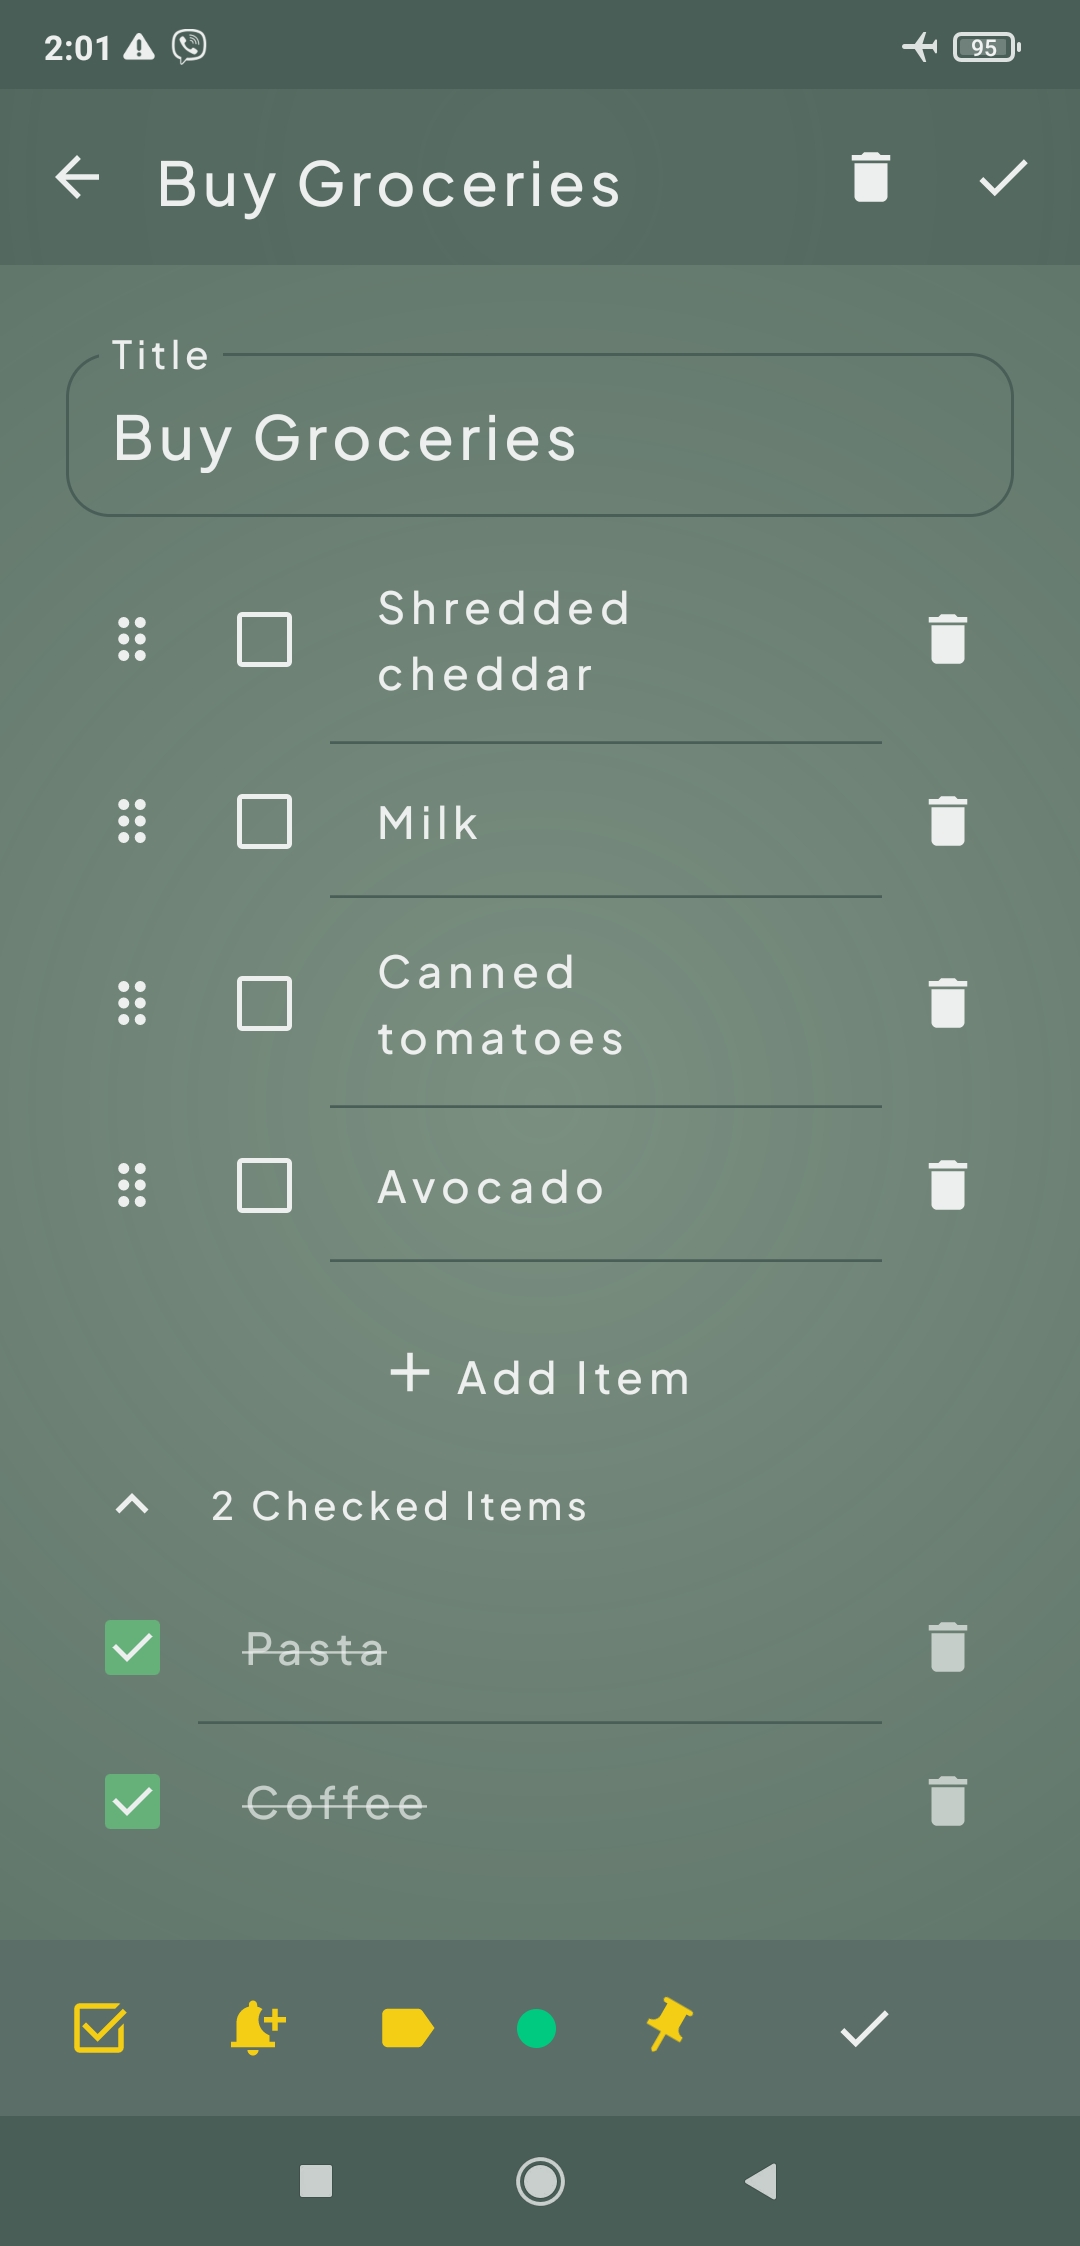 2:01
95
Buy Groceries
Title
Buy Groceries
Shredded
cheddar
Milk
Canned
tomatoes
Avocado
Add Item
2 Checked Items
Pasta
Coffee